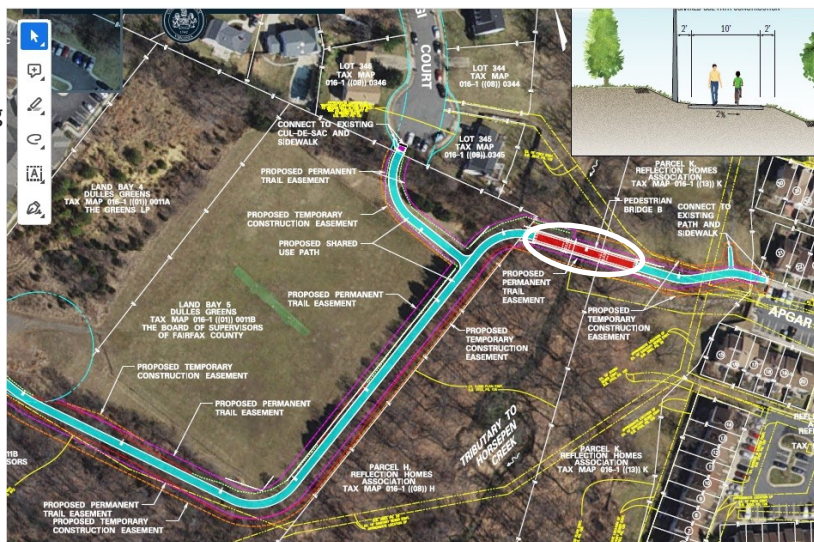 COURT
LOT 346
TAX MAP
016-1 ((08)) 0346
LOT 344
TAX MAP
016-1 ((08)) 0344
2'
10'
2'
2%
CONNECT TO EXISTING
CUL-DE-SAC AND
SIDEWALK
LOT 345
TAX MAP
016-1 ((08)) 0345
PARCEL K
REFLECTION HOMES
ASSOCIATION
TAX MAP 016-1 ((13)) K
LAND BAY 4
DULLES GREENS
TAX MAP 016-1 ((01)) 0011A
THE GREENS LP
PROPOSED PERMANENT
TRAIL EASEMENT
PEDESTRIAN
BRIDGE B
CONNECT TO
EXISTING
PATH AND
SIDEWALK
PROPOSED TEMPORARY
CONSTRUCTION EASEMENT
PROPOSED SHARED
USE PATH
PROPOSED
PERMANENT
TRAIL
EASEMENT
PROPOSED PERMANENT
TRAIL EASEMENT
LAND BAY 5
DULLES GREENS
TAX MAP 016-1 ((01)) 0011B
THE BOARD OF SUPERVISORS
OF FAIRFAX COUNTY
PROPOSED
TEMPORARY
CONSTRUCTION
EASEMENT
PROPOSED
TEMPORARY
CONSTRUCTION
EASEMENT
APGAR
PROPOSED TEMPORARY
CONSTRUCTION EASEMENT
PROPOSED PERMANENT
TRAIL EASEMENT
TRIBUTARY TO
HORSEPEN
CREEK
PARCEL K
REFLECTION HOMES
ASSOCIATION
TAX MAP 016-1 ((13)) K
PARCEL H
REFLECTION HOMES
ASSOCIATION
TAX MAP 016-1 ((08)) H
PROPOSED PERMANENT
TRAIL EASEMENT
PROPOSED TEMPORARY
CONSTRUCTION EASEMENT